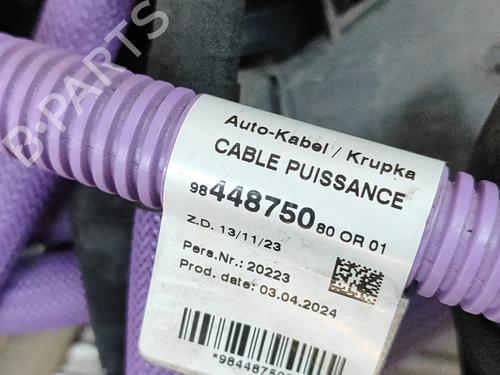 B-PARTS
Auto-Kabel / Krupka
CABLE PUISSANCE
98 448750 80 OR 01
Z.D. 13/11/23
Pers.Nr.: 20223
Prod. date: 03.04.2024